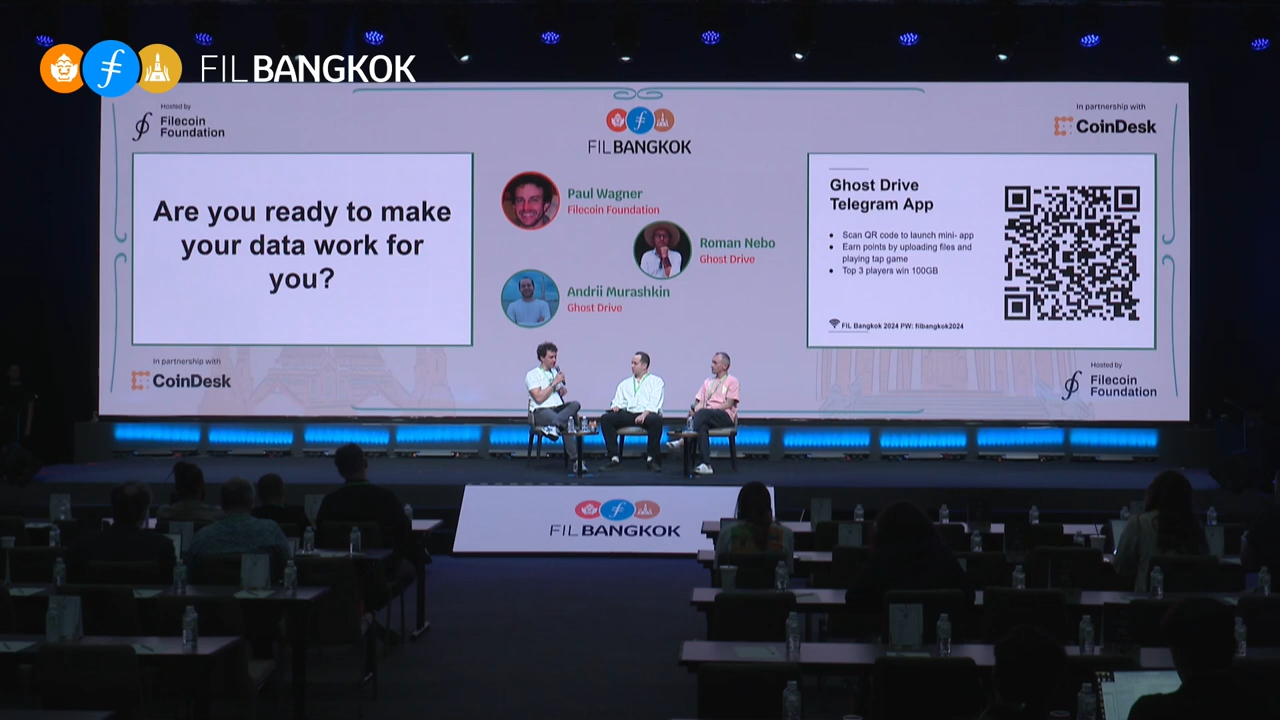 FIL BANGKOK
Hosted by
Filecoin
Foundation
FIL BANGKOK
In partnership with
CoinDesk
Are you ready to make
your data work for
you?
Paul Wagner
Filecoin Foundation
Roman Nebo
Ghost Drive
Andrii Murashkin
Ghost Drive
Ghost Drive
Telegram App
● Scan QR code to launch mini- app
● Earn points by uploading files and
playing tap game
● Top 3 players win 100GB
FIL Bangkok 2024 PW: filbangkok2024
In partnership with
CoinDesk
Hosted by
Filecoin
Foundation
FIL BANGKOK